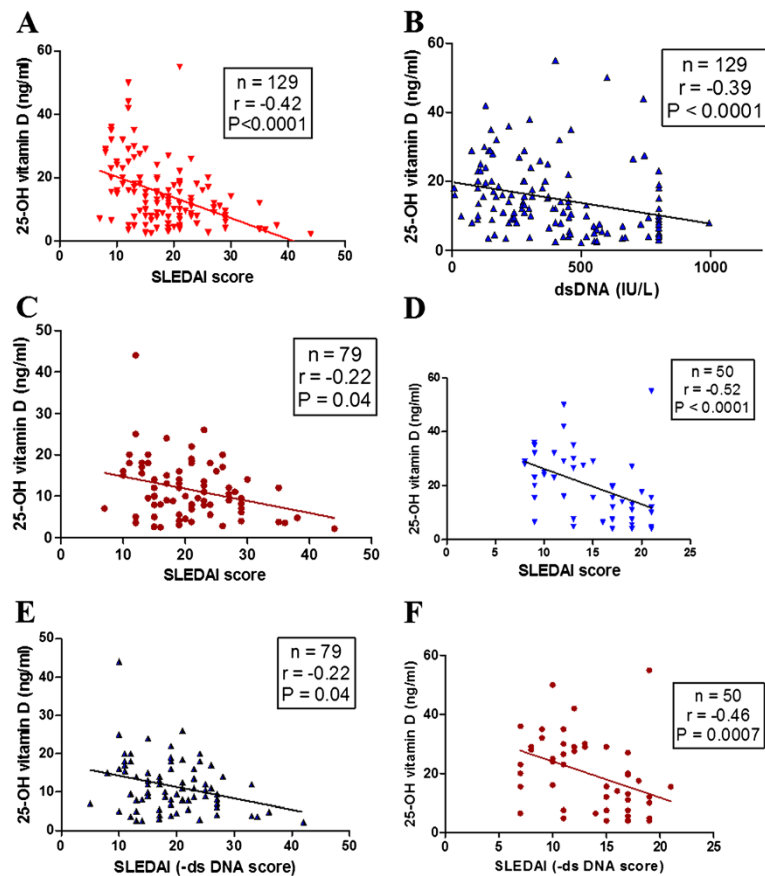 A
25-OH vitamin D (ng/ml)
60
40
20
0
n = 129
r = -0.42
P<0.0001
0 10 20 30 40 50
SLEDAI score
B
25-OH vitamin D (ng/ml)
60
40
20
0
n = 129
r = -0.39
P < 0.0001
0 500 1000
dsDNA (IU/L)
C
25-OH vitamin D (ng/ml)
50
40
30
20
10
0
n = 79
r = -0.22
P = 0.04
0 10 20 30 40 50
SLEDAI score
D
25-OH vitamin D (ng/ml)
60
40
20
0
n = 50
r = -0.52
P < 0.0001
0 5 10 15 20 25
SLEDAI score
E
25-OH vitamin D (ng/ml)
50
40
30
20
10
0
n = 79
r = -0.22
P = 0.04
0 10 20 30 40 50
SLEDAI (-ds DNA score)
F
25-OH vitamin D (ng/ml)
60
40
20
0
n = 50
r = -0.46
P = 0.0007
0 5 10 15 20 25
SLEDAI (-ds DNA score)